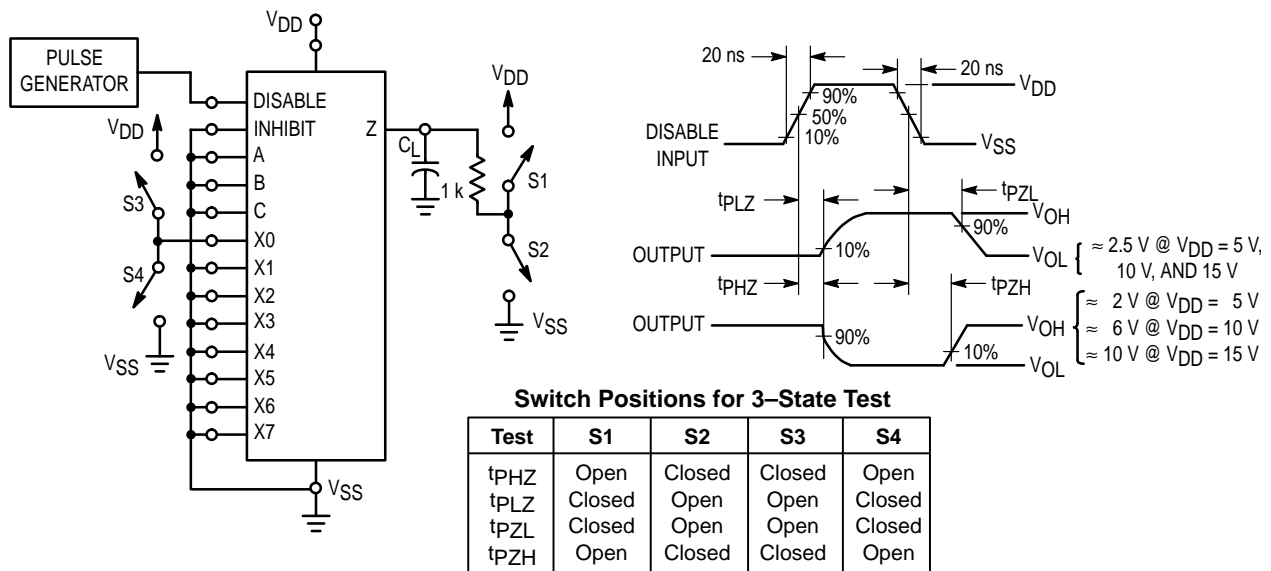 VDD
PULSE
GENERATOR
VDD
DISABLE
INHIBIT
A
B
C
X0
X1
X2
X3
X4
X5
X6
X7
Z
S3
S4
VSS
VSS
CL
1 k
VDD
S1
S2
VSS
20 ns
20 ns
VDD
90%
50%
10%
DISABLE
INPUT
VSS
tPLZ
tPZL
VOH
90%
10%
OUTPUT
VOL
≈ 2.5 V @ VDD = 5 V,
10 V, AND 15 V
tPHZ
tPZH
OUTPUT
90%
VOH
10%
VOL
≈ 2 V @ VDD = 5 V
≈ 6 V @ VDD = 10 V
≈ 10 V @ VDD = 15 V
Switch Positions for 3–State Test
Test S1 S2 S3 S4
tPHZ Open Closed Closed Open
tPLZ Closed Open Open Closed
tPZL Closed Open Open Closed
tPZH Open Closed Closed Open